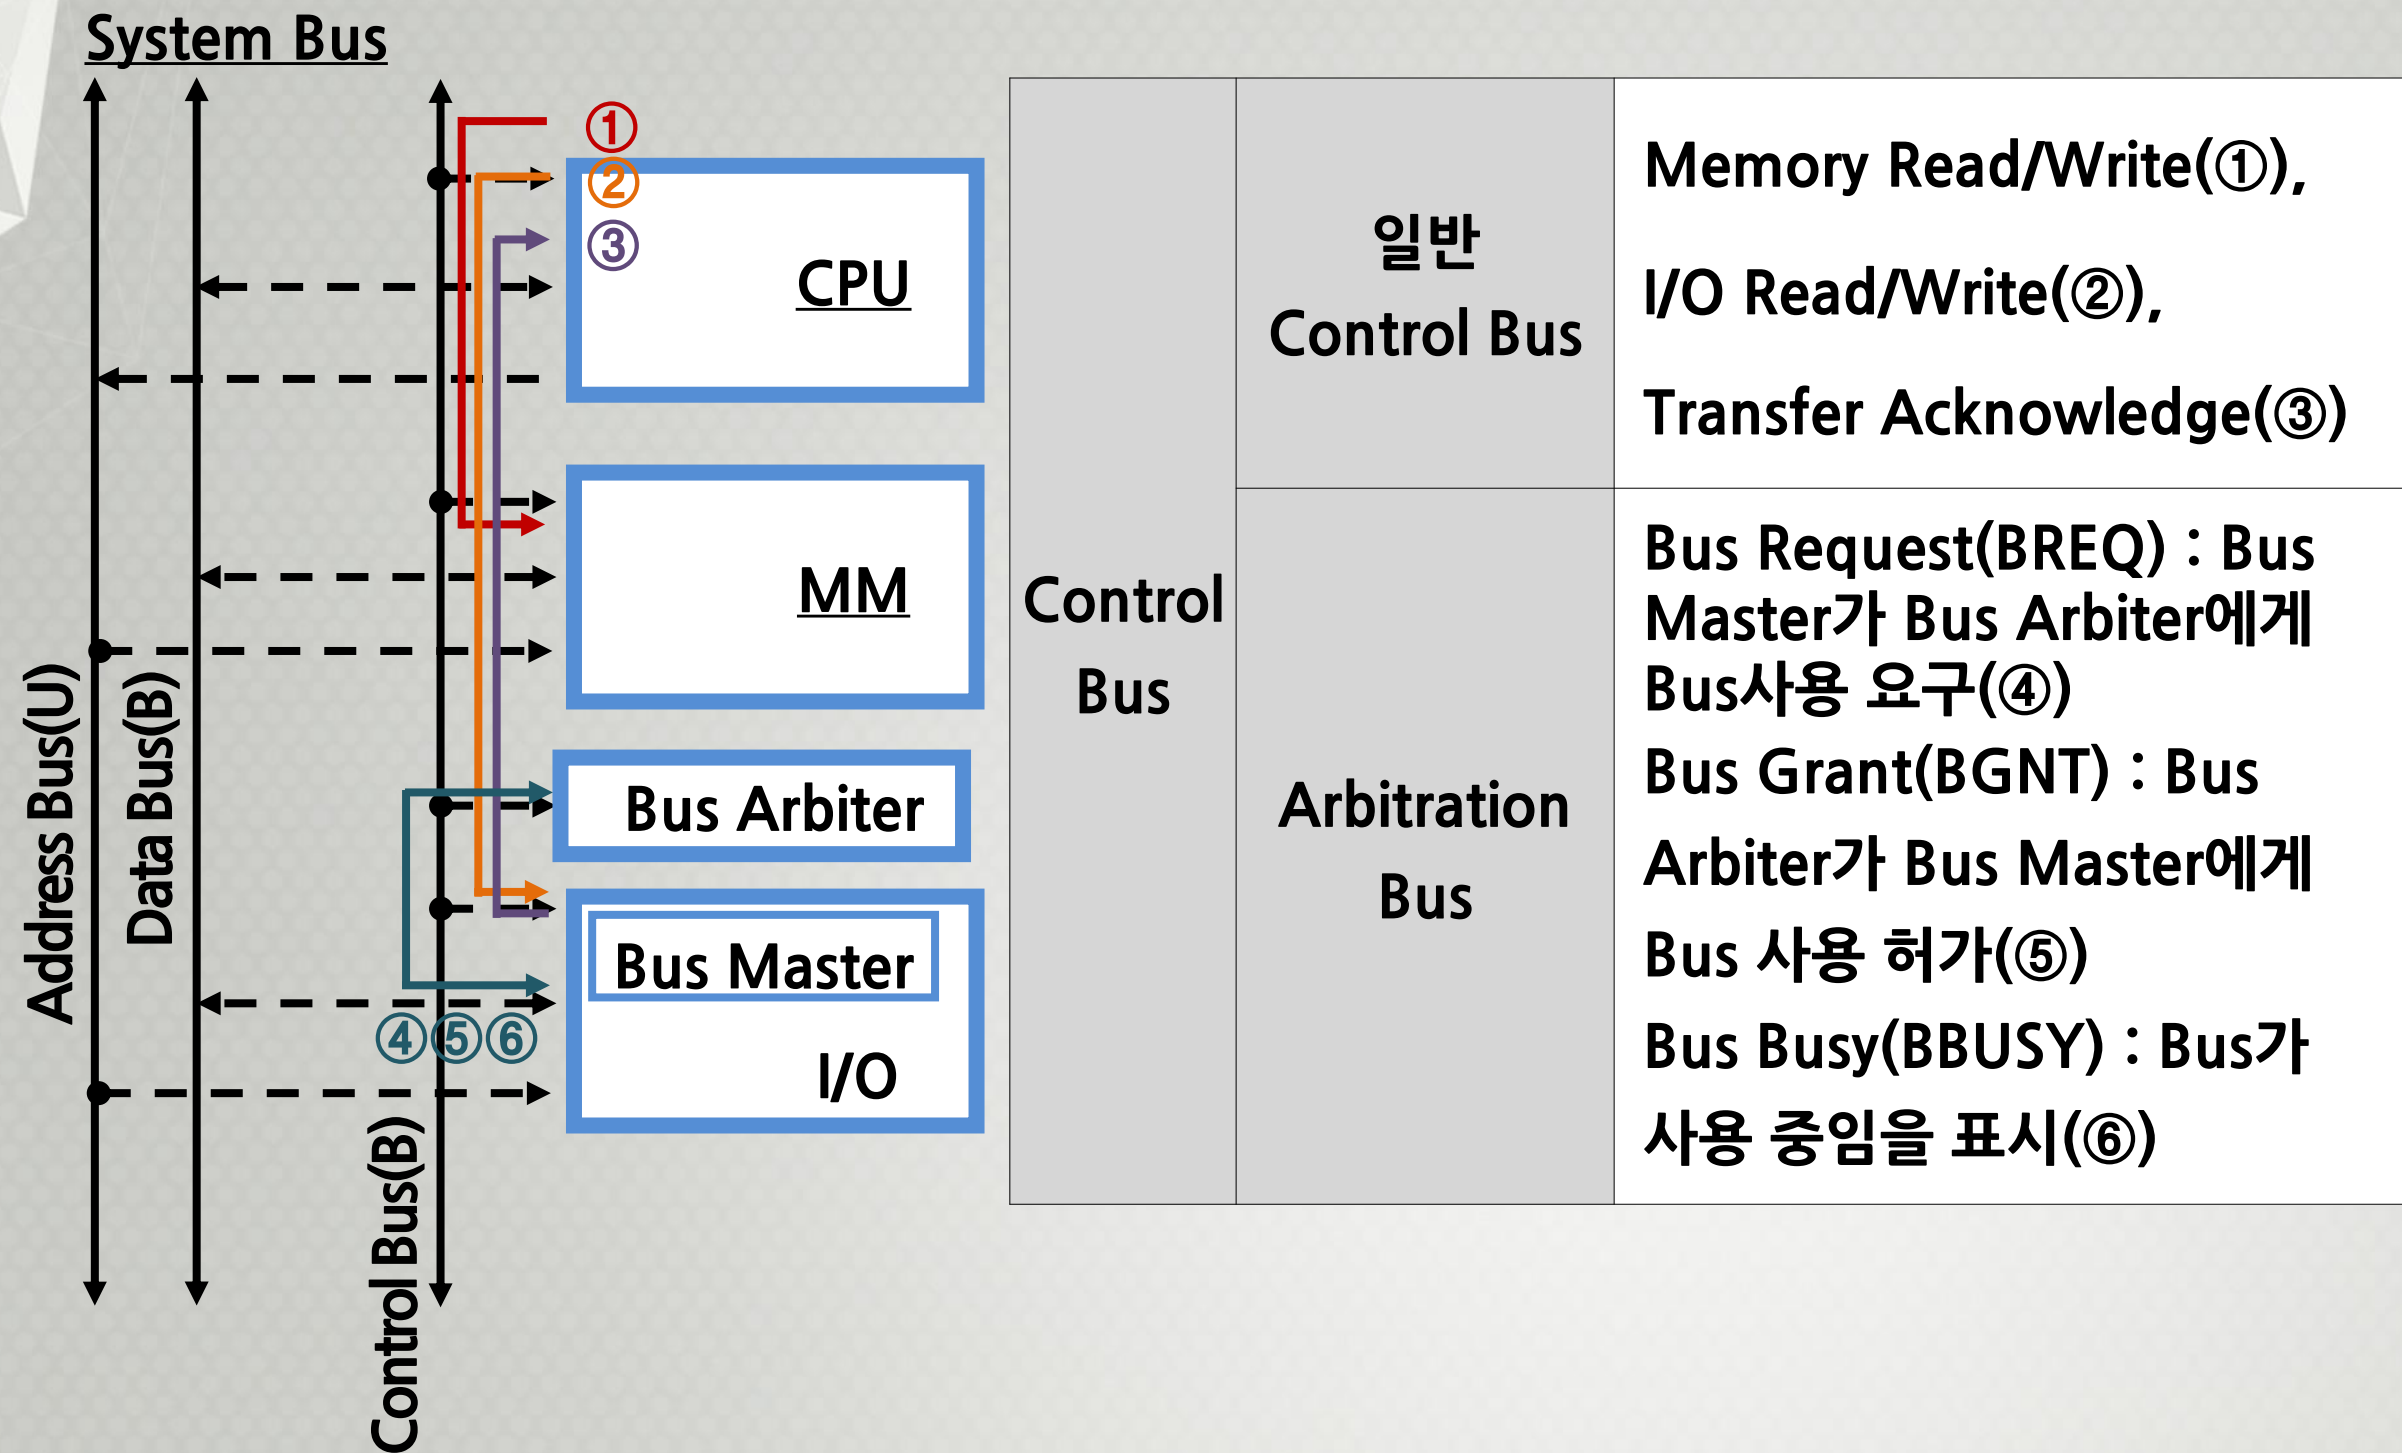 System Bus
①
②
③
CPU
MM
Bus Arbiter
Bus Master
I/O
④⑤⑥
Address Bus(U)
Data Bus(B)
Control Bus(B)
Control
Bus
일반
Control Bus
Memory Read/Write(①),
I/O Read/Write(②),
Transfer Acknowledge(③)
Arbitration
Bus
Bus Request(BREQ) : Bus
Master가 Bus Arbiter에게
Bus사용 요구(④)
Bus Grant(BGNT) : Bus
Arbiter가 Bus Master에게
Bus 사용 허가(⑤)
Bus Busy(BBUSY) : Bus가
사용 중임을 표시(⑥)